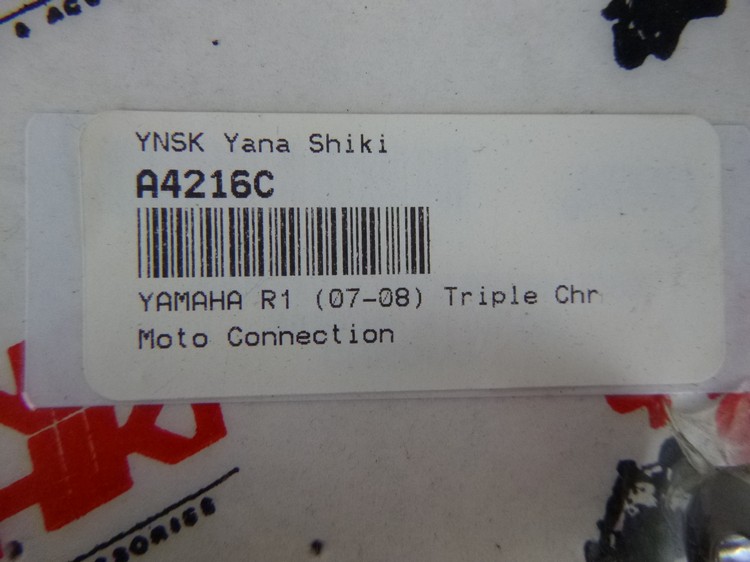 YNSK Yana Shiki
A4216C
YAMAHA R1 (07-08) Triple Chr
Moto Connection